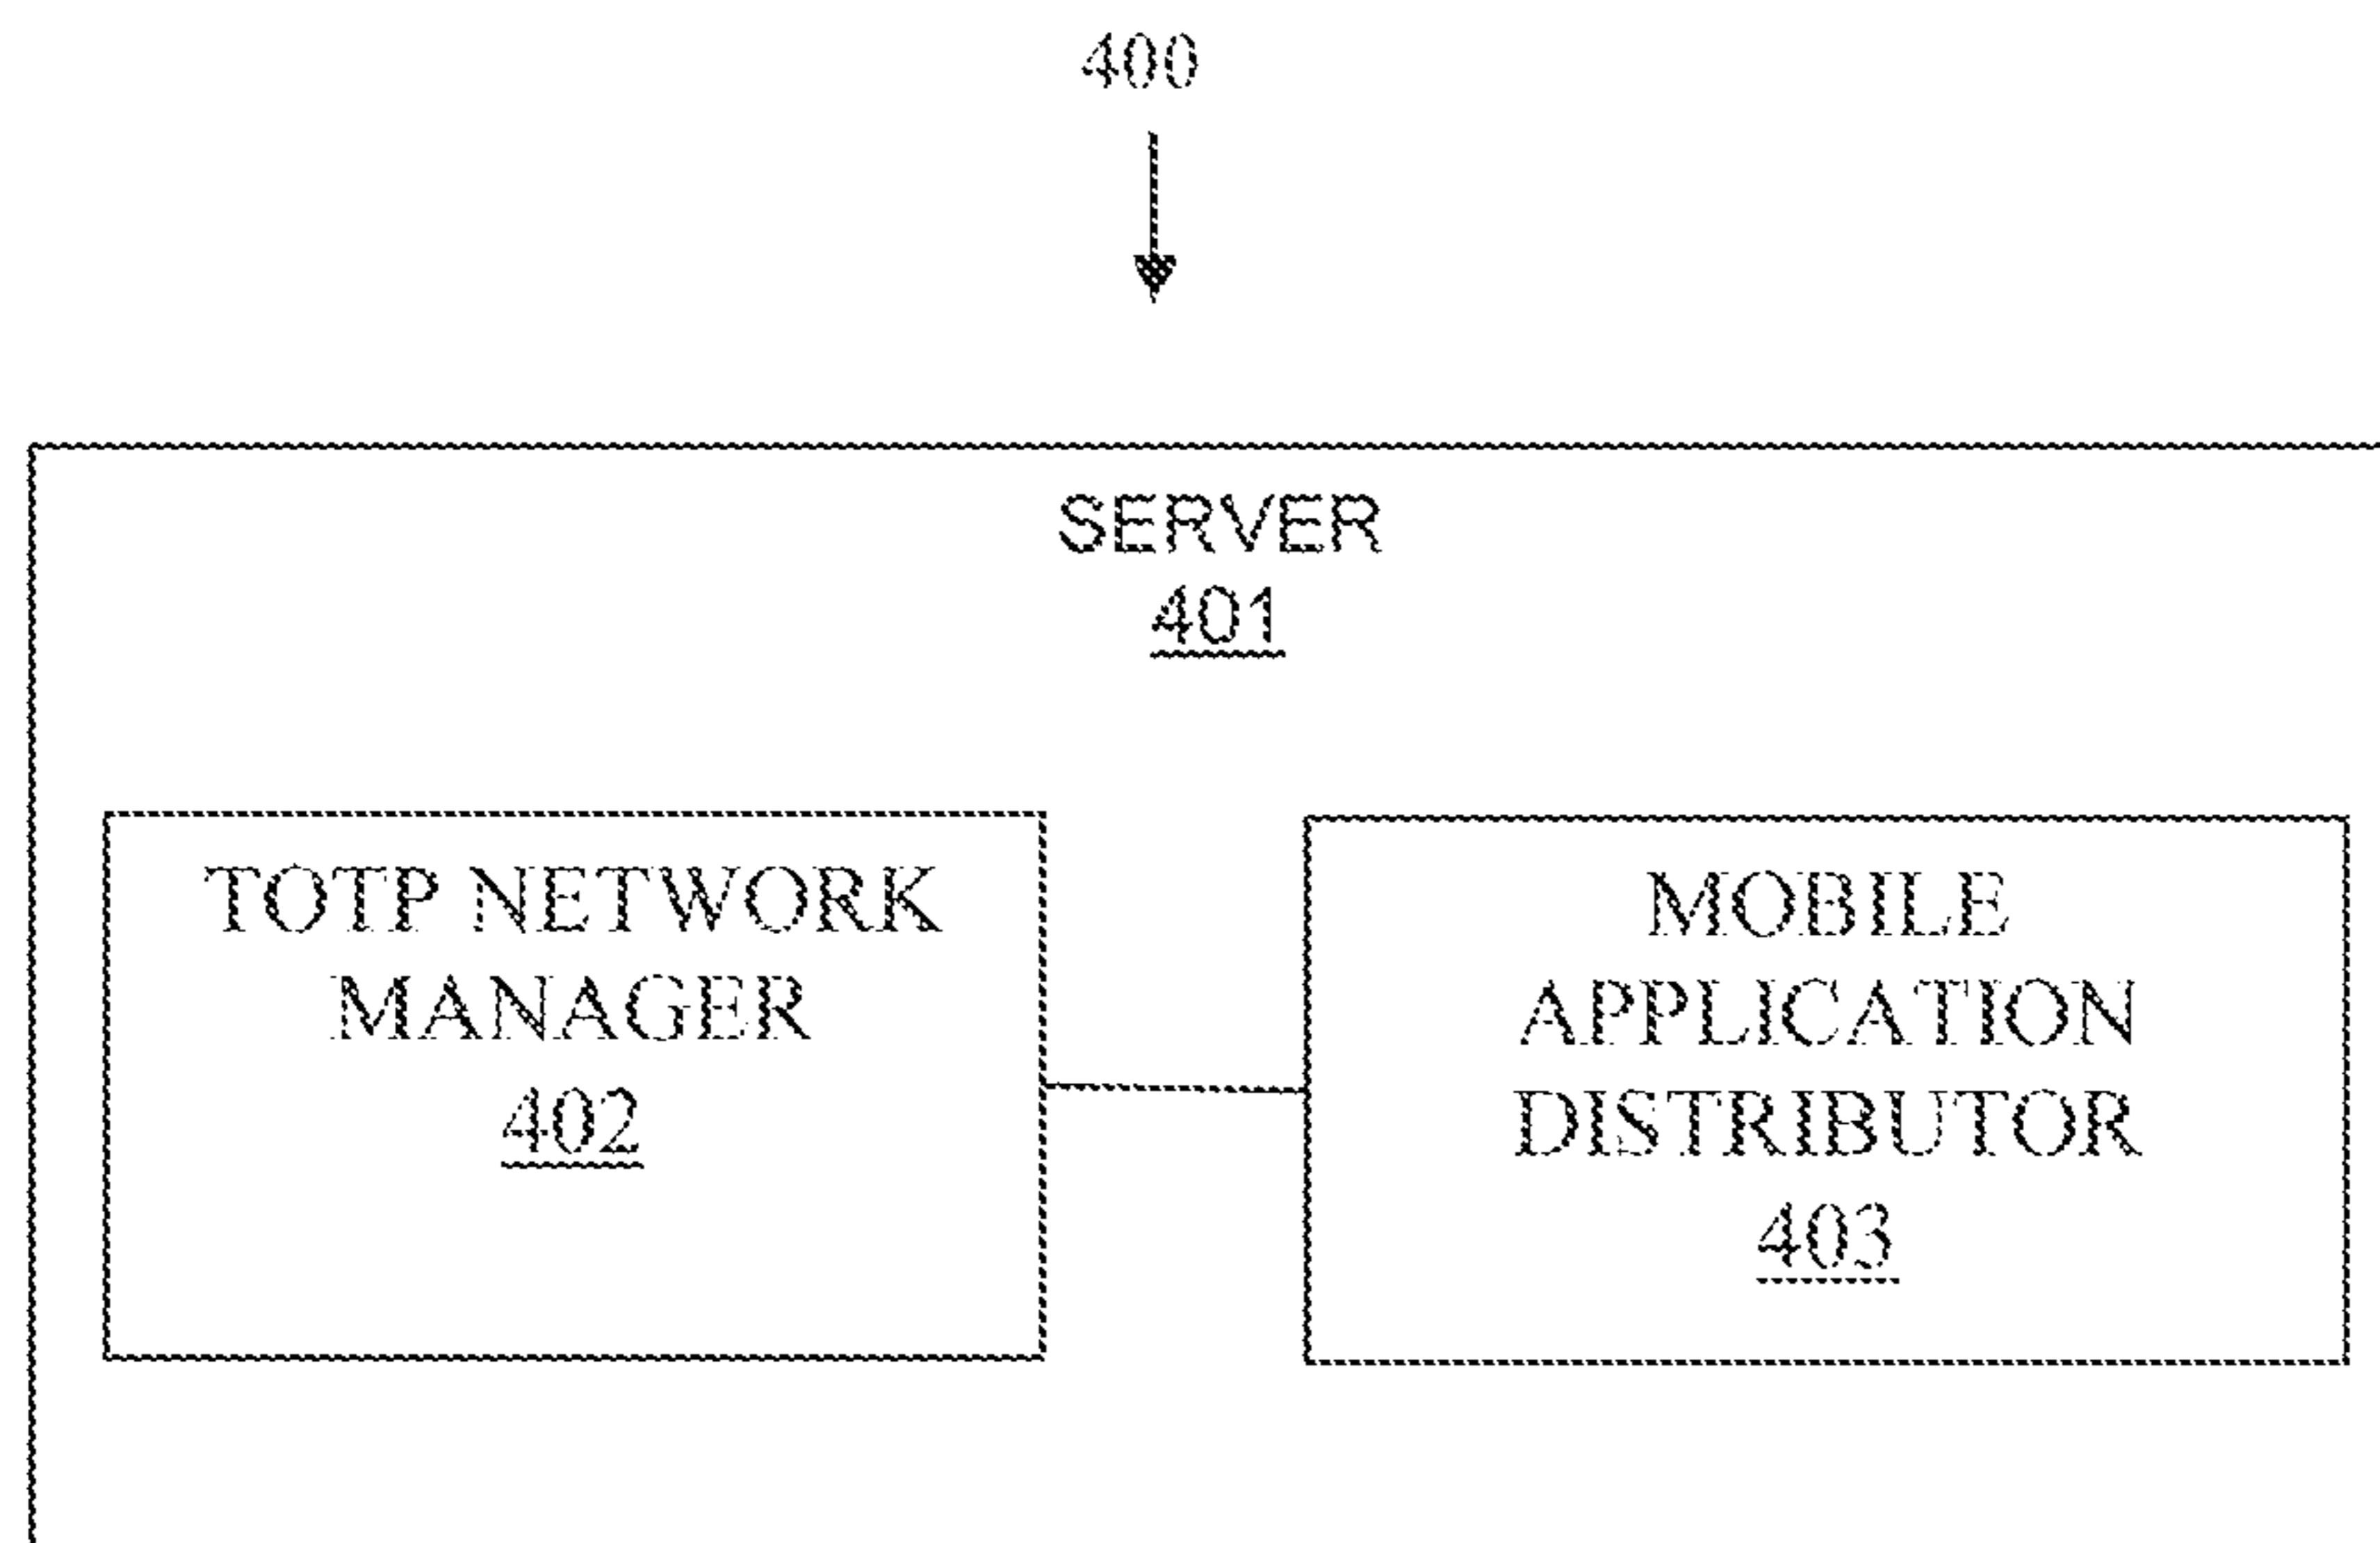 400
SERVER
401
TOTP NETWORK
MANAGER
402
MOBILE
APPLICATION
DISTRIBUTOR
403